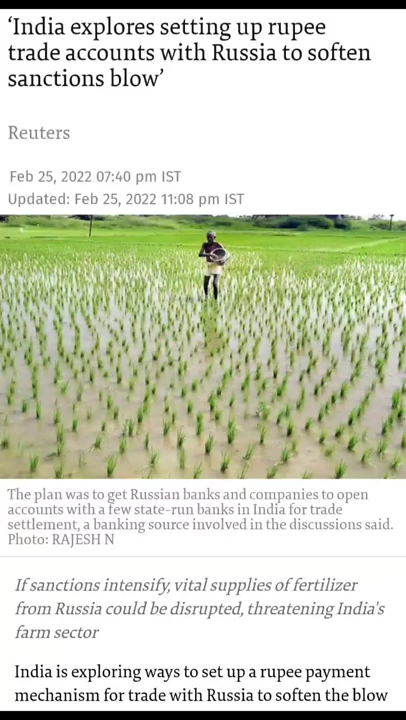 ‘India explores setting up rupee
trade accounts with Russia to soften
sanctions blow’
Reuters
Feb 25, 2022 07:40 pm IST
Updated: Feb 25, 2022 11:08 pm IST
The plan was to get Russian banks and companies to open
accounts with a few state-run banks in India for trade
settlement, a banking source involved in the discussions said.
Photo: RAJESH N
If sanctions intensify, vital supplies of fertilizer
from Russia could be disrupted, threatening India's
farm sector
India is exploring ways to set up a rupee payment
mechanism for trade with Russia to soften the blow